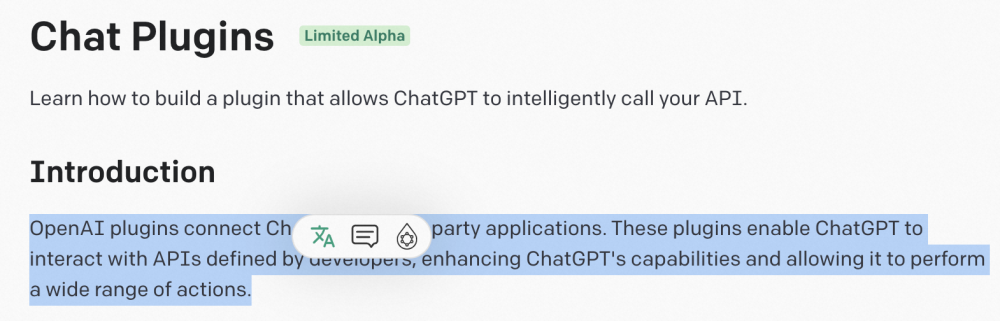 Chat Plugins Limited Alpha
Learn how to build a plugin that allows ChatGPT to intelligently call your API.
Introduction
OpenAI plugins connect Ch party applications. These plugins enable ChatGPT to
interact with APIs defined by developers, enhancing ChatGPT's capabilities and allowing it to perform
a wide range of actions.